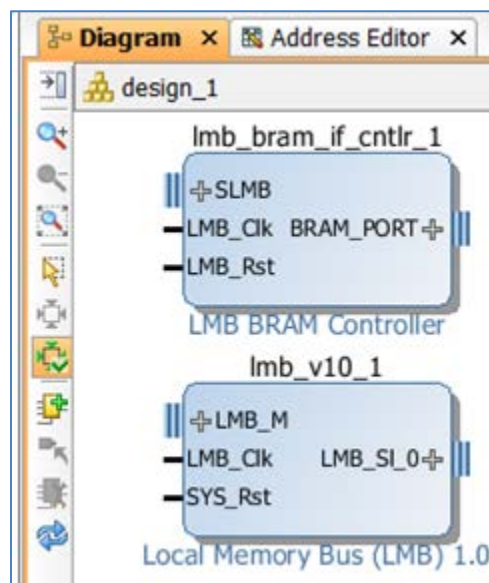 Diagram × Address Editor ×
design_1
lmb_bram_if_cntlr_1
SLMB
LMB_Clk BRAM_PORT
LMB_Rst
LMB BRAM Controller
lmb_v10_1
LMB_M
LMB_Clk LMB_Sl_0
SYS_Rst
Local Memory Bus (LMB) 1.0